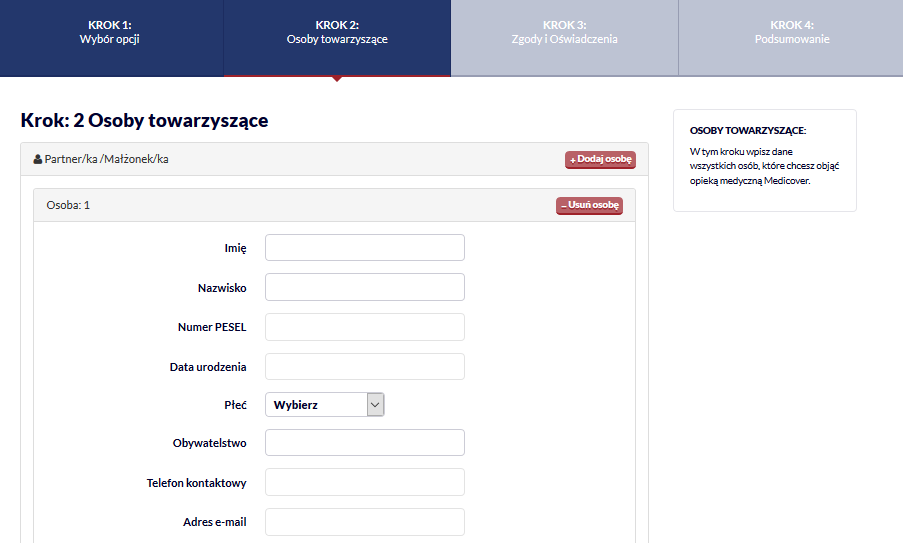 KROK 1:
Wybór opcji
KROK 2:
Osoby towarzyszące
KROK 3:
Zgody i Oświadczenia
KROK 4:
Podsumowanie
Krok: 2 Osoby towarzyszące
Partner/ka /Małżonek/ka
+ Dodaj osobę
Osoba: 1
– Usuń osobę
Imię
Nazwisko
Numer PESEL
Data urodzenia
Płeć
Wybierz
Obywatelstwo
Telefon kontaktowy
Adres e-mail
OSOBY TOWARZYSZĄCE:
W tym kroku wpisz dane
wszystkich osób, które chcesz objąć
opieką medyczną Medicover.